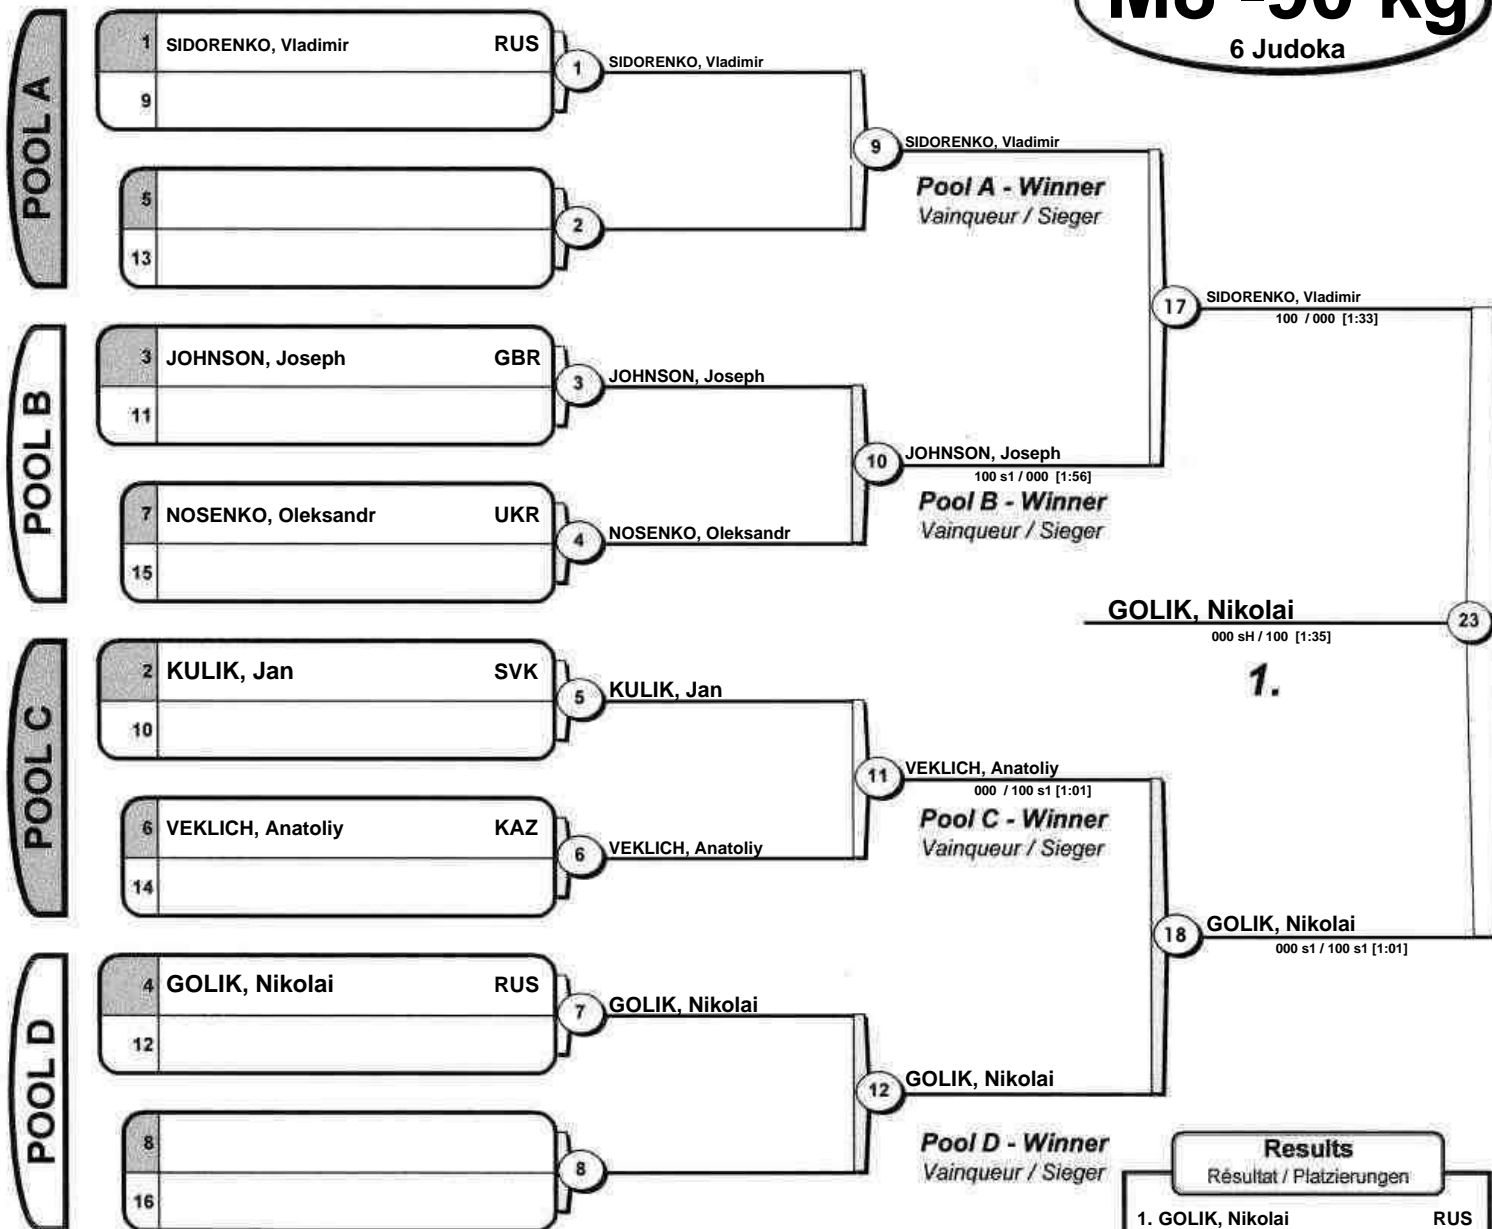 M8 -90 kg
6 Judoka
POOL A
1 SIDORENKO, Vladimir RUS
9
1
SIDORENKO, Vladimir
5
13
2
9
SIDORENKO, Vladimir
Pool A - Winner
Vainqueur / Sieger
17
SIDORENKO, Vladimir
100 / 000 [1:33]
POOL B
3 JOHNSON, Joseph GBR
11
3
JOHNSON, Joseph
7 NOSENKO, Oleksandr UKR
15
4
NOSENKO, Oleksandr
10
JOHNSON, Joseph
100 s1 / 000 [1:56]
Pool B - Winner
Vainqueur / Sieger
GOLIK, Nikolai
000 sH / 100 [1:35]
1.
23
POOL C
2 KULIK, Jan SVK
10
5
KULIK, Jan
6 VEKLICH, Anatoliy KAZ
14
6
VEKLICH, Anatoliy
11
VEKLICH, Anatoliy
000 / 100 s1 [1:01]
Pool C - Winner
Vainqueur / Sieger
18
GOLIK, Nikolai
000 s1 / 100 s1 [1:01]
POOL D
4 GOLIK, Nikolai RUS
12
7
GOLIK, Nikolai
8
16
8
12
GOLIK, Nikolai
Pool D - Winner
Vainqueur / Sieger
Results
Résultat / Platzierungen
1. GOLIK, Nikolai RUS